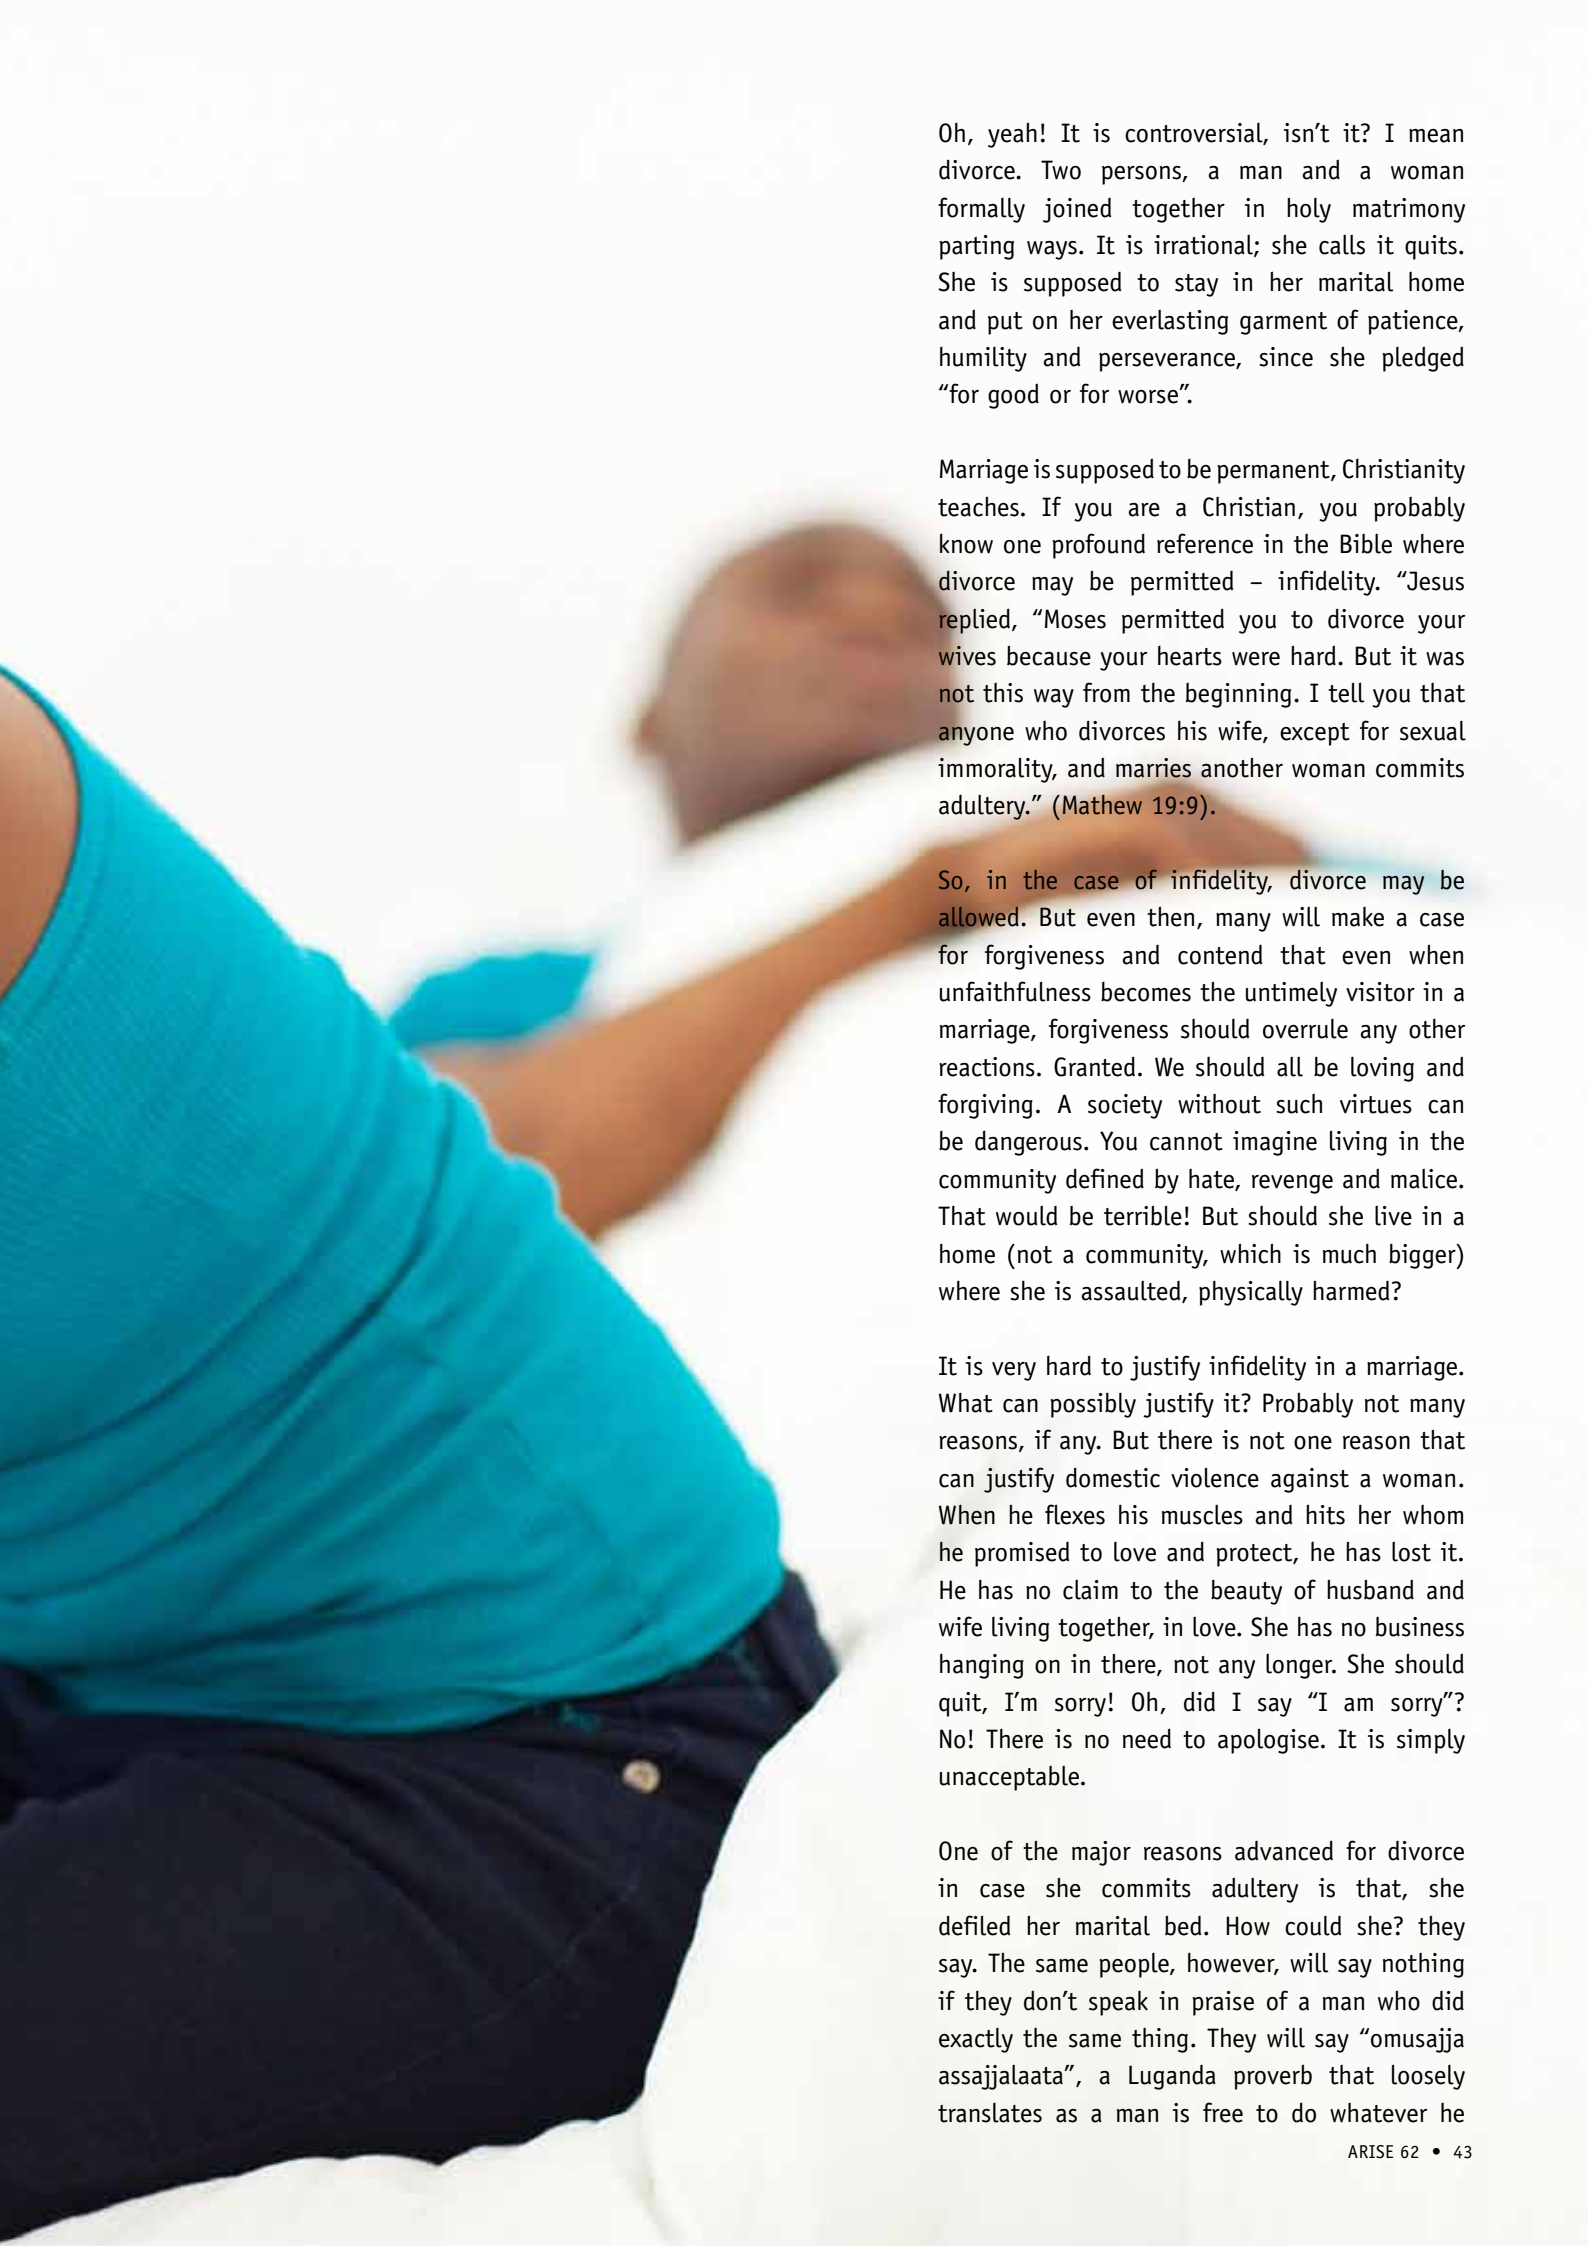 Oh, yeah! It is controversial, isn’t it? I mean
divorce. Two persons, a man and a woman
formally joined together in holy matrimony
parting ways. It is irrational; she calls it quits.
She is supposed to stay in her marital home
and put on her everlasting garment of patience,
humility and perseverance, since she pledged
“for good or for worse”.
Marriage is supposed to be permanent, Christianity
teaches. If you are a Christian, you probably
know one profound reference in the Bible where
divorce may be permitted – infidelity. “Jesus
replied, “Moses permitted you to divorce your
wives because your hearts were hard. But it was
not this way from the beginning. I tell you that
anyone who divorces his wife, except for sexual
immorality, and marries another woman commits
adultery.” (Mathew 19:9).
So, in the case of infidelity, divorce may be
allowed. But even then, many will make a case
for forgiveness and contend that even when
unfaithfulness becomes the untimely visitor in a
marriage, forgiveness should overrule any other
reactions. Granted. We should all be loving and
forgiving. A society without such virtues can
be dangerous. You cannot imagine living in the
community defined by hate, revenge and malice.
That would be terrible! But should she live in a
home (not a community, which is much bigger)
where she is assaulted, physically harmed?
It is very hard to justify infidelity in a marriage.
What can possibly justify it? Probably not many
reasons, if any. But there is not one reason that
can justify domestic violence against a woman.
When he flexes his muscles and hits her whom
he promised to love and protect, he has lost it.
He has no claim to the beauty of husband and
wife living together, in love. She has no business
hanging on in there, not any longer. She should
quit, I’m sorry! Oh, did I say “I am sorry”?
No! There is no need to apologise. It is simply
unacceptable.
One of the major reasons advanced for divorce
in case she commits adultery is that, she
defiled her marital bed. How could she? they
say. The same people, however, will say nothing
if they don’t speak in praise of a man who did
exactly the same thing. They will say “omusajja
assajjalaata”, a Luganda proverb that loosely
translates as a man is free to do whatever he
ARISE 62 • 43